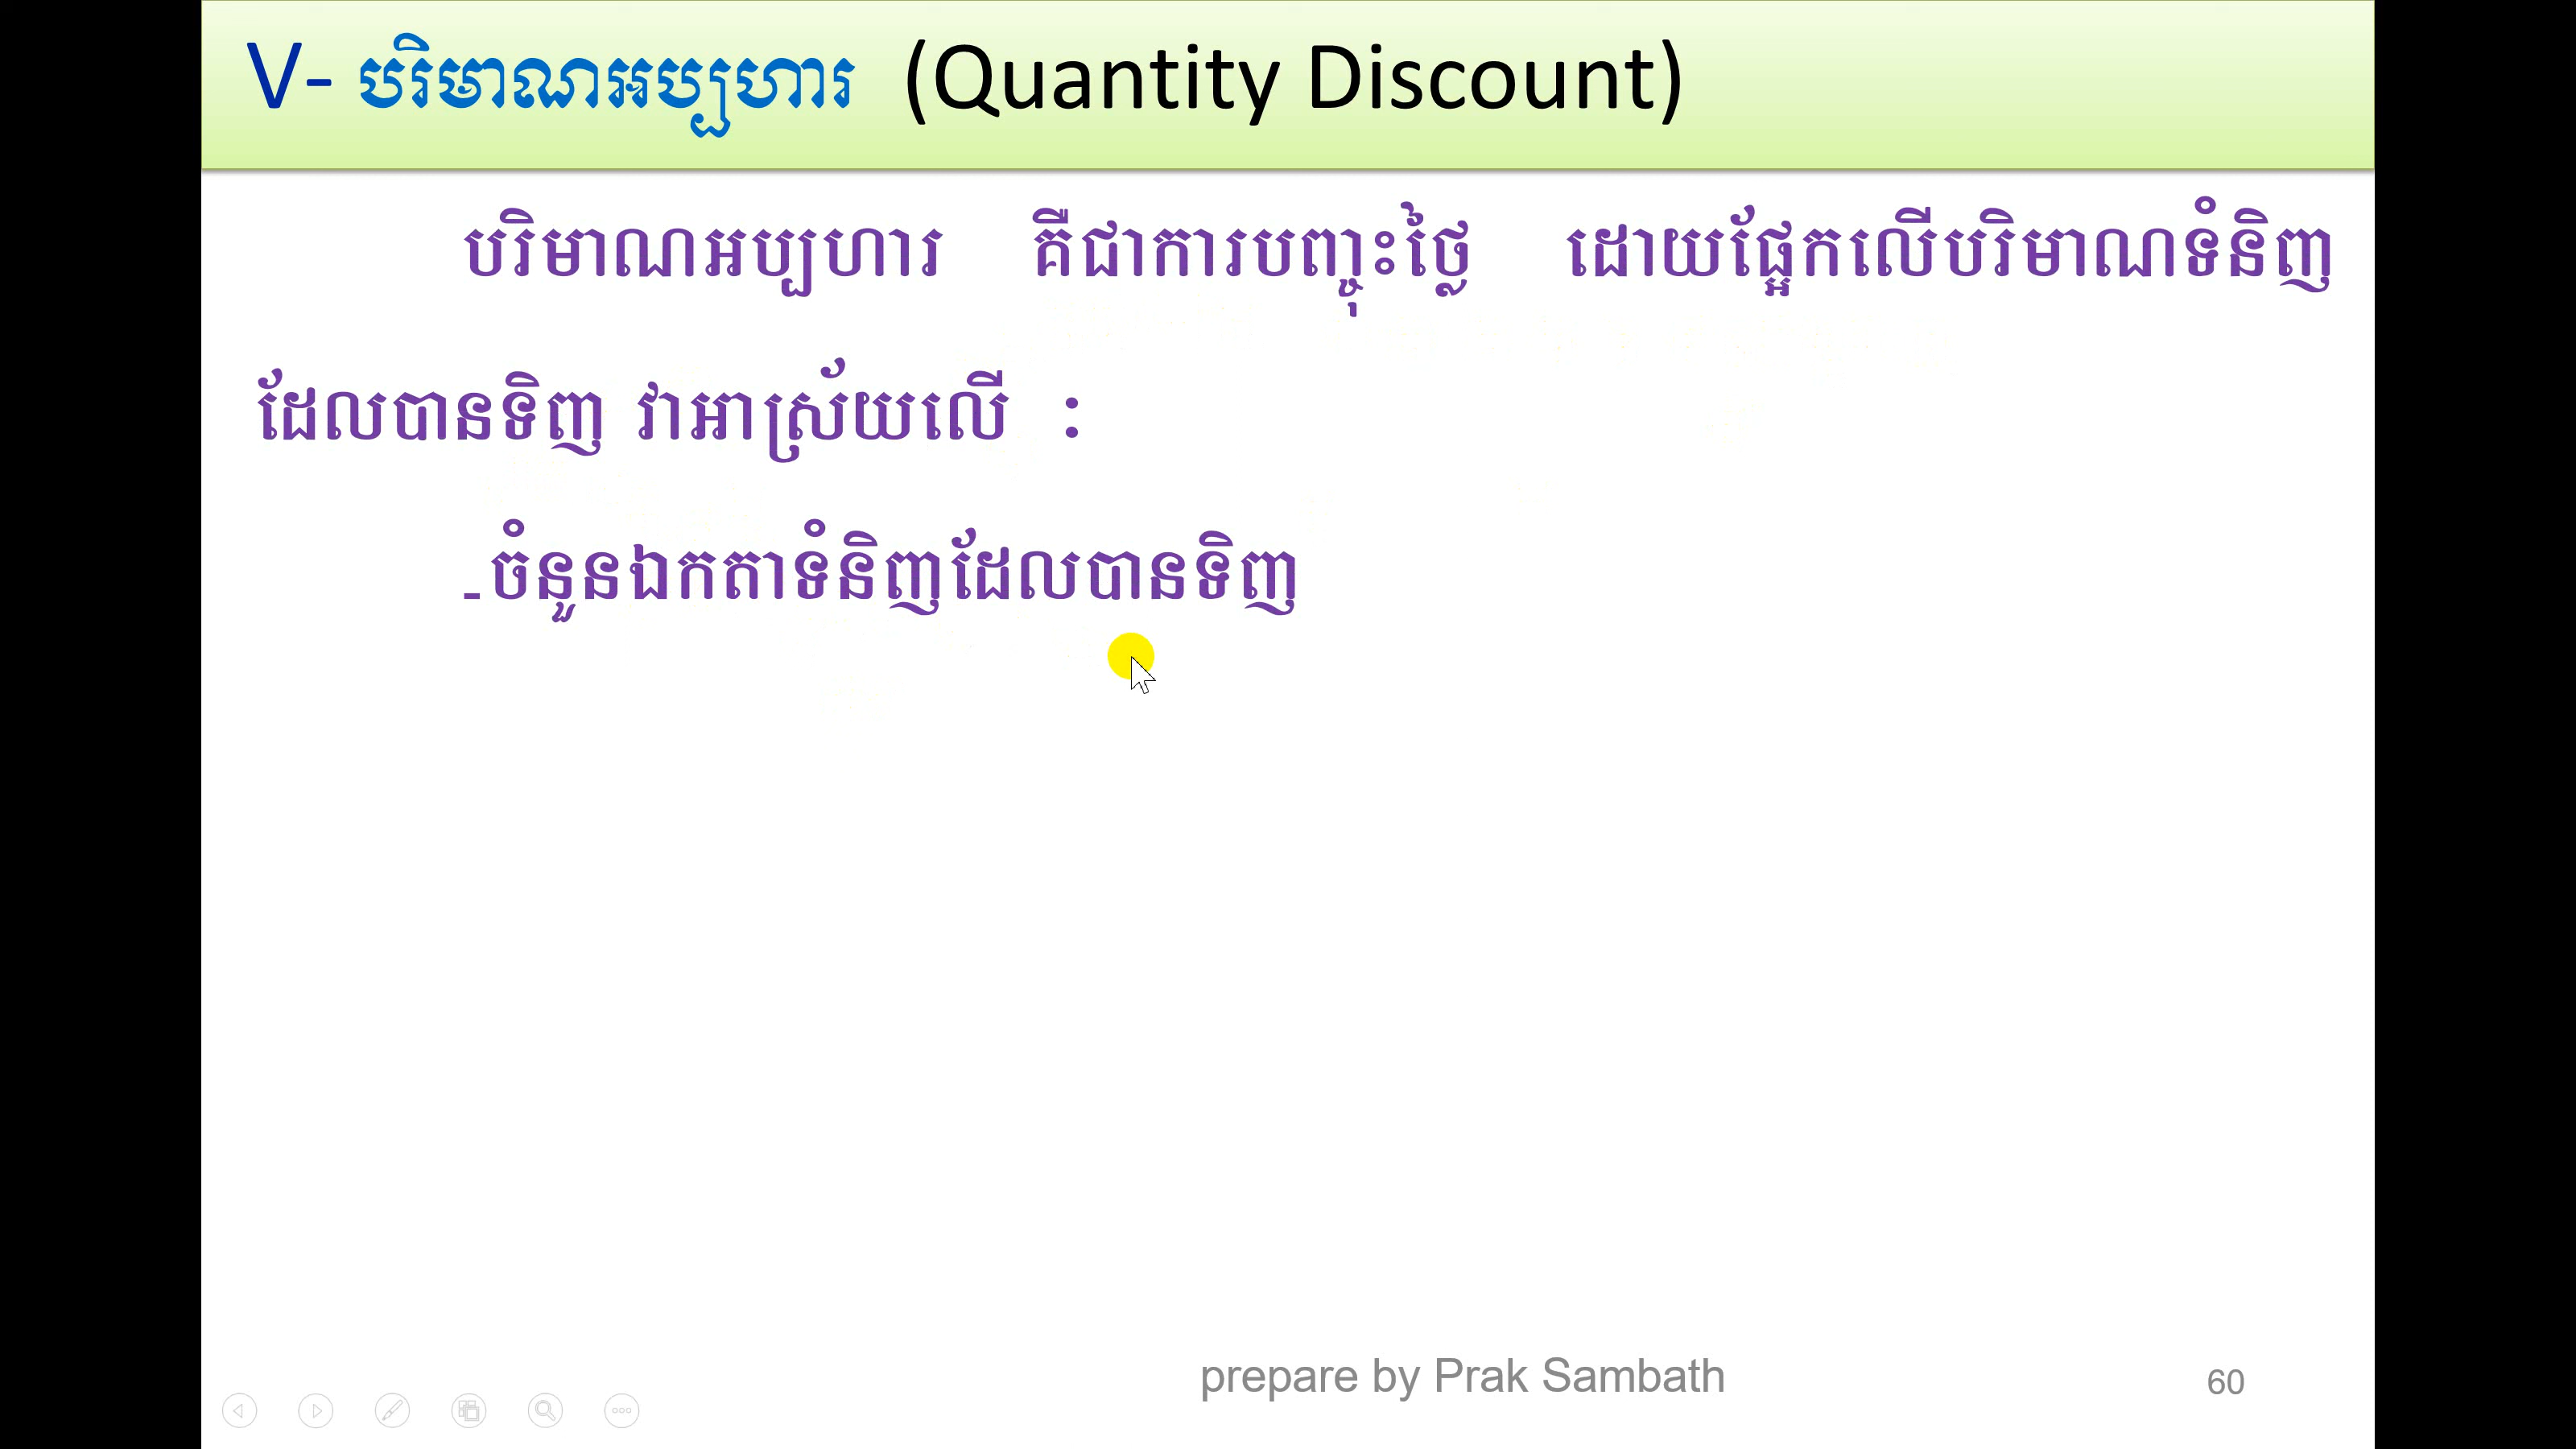 V- បរិមាណអប្បហារ (Quantity Discount)
បរិមាណអប្បហារ គឺជាការបញ្ចុះថ្លៃ ដោយផ្អែកលើបរិមាណទំនិញ
ដែលបានទិញ វាអាស្រ័យលើ :
-ចំនួនឯកតាទំនិញដែលបានទិញ
prepare by Prak Sambath
60